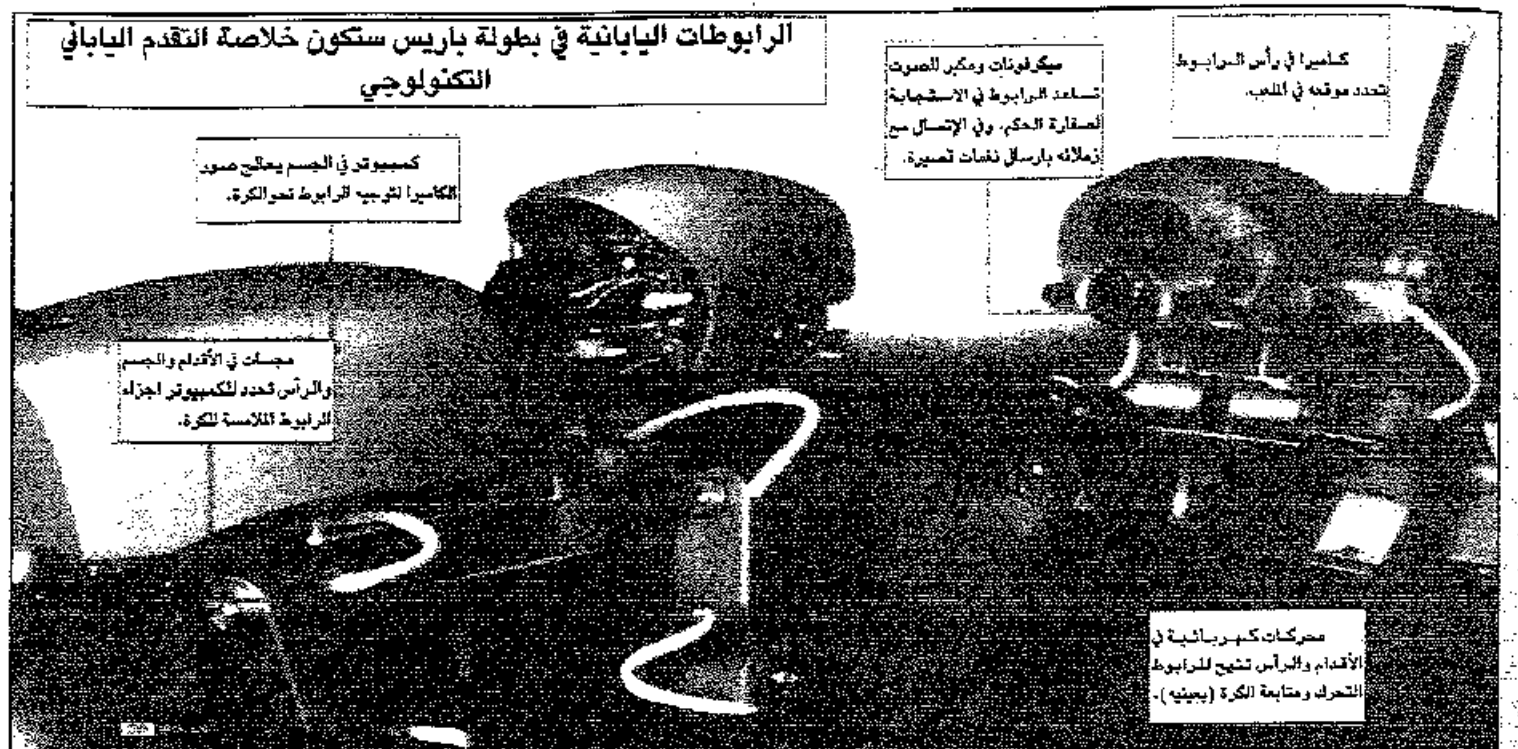 الرابوطات اليابانية في بطولة باريس ستكون خلاصة التقدم الياباني
التكنولوجي
كاميرا في رأس الرابوط
تحدد موقعه في الملعب.
ميكرفونات ومكبر للصوت
تساعد الرابوط في الاستجابة
لصفارة الحكم، وفي الإتصال مع
زملائه بارسال نغمات قصيرة.
كمبيوتر في الجسم يعالج صور
الكاميرا لتوجيه الرابوط نحو الكرة.
مجسات في الأقدام والجسم
والرأس تحدد للكمبيوتر اجزاء
الرابوط الملامسة للكرة.
محركات كهربائية في
الأقدام والرأس تتيح للرابوط
التحرك ومتابعة الكرة (بعينيه).